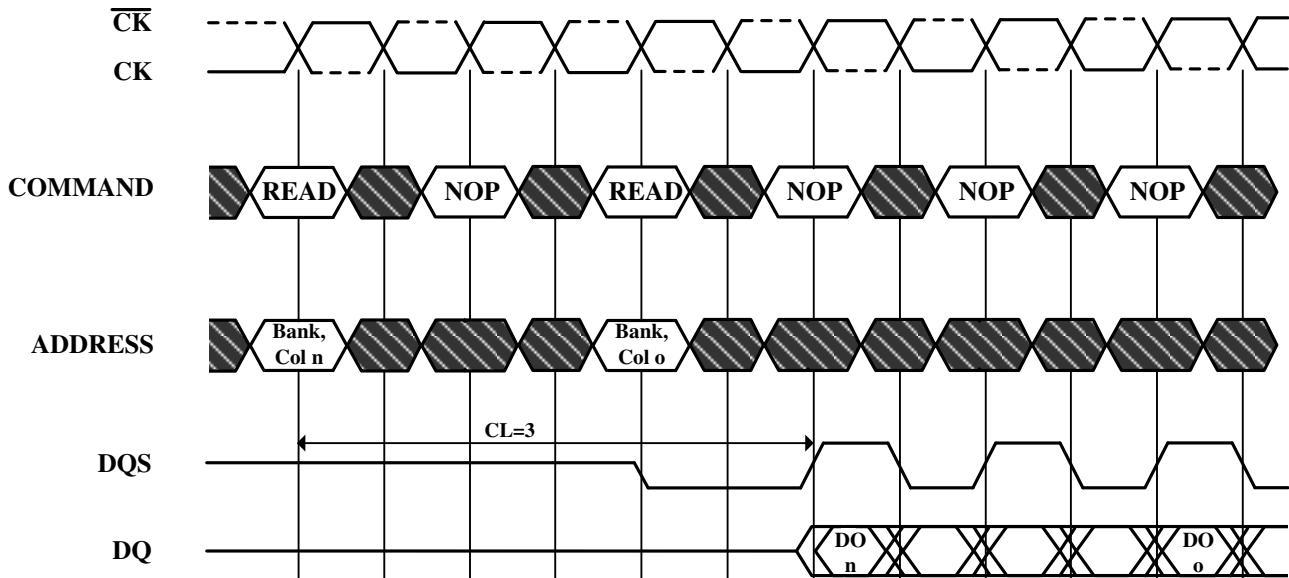 CK
CK
COMMAND READ NOP READ NOP NOP NOP
ADDRESS Bank, Col n Bank, Col o
CL=3
DQS
DQ DO n DO o